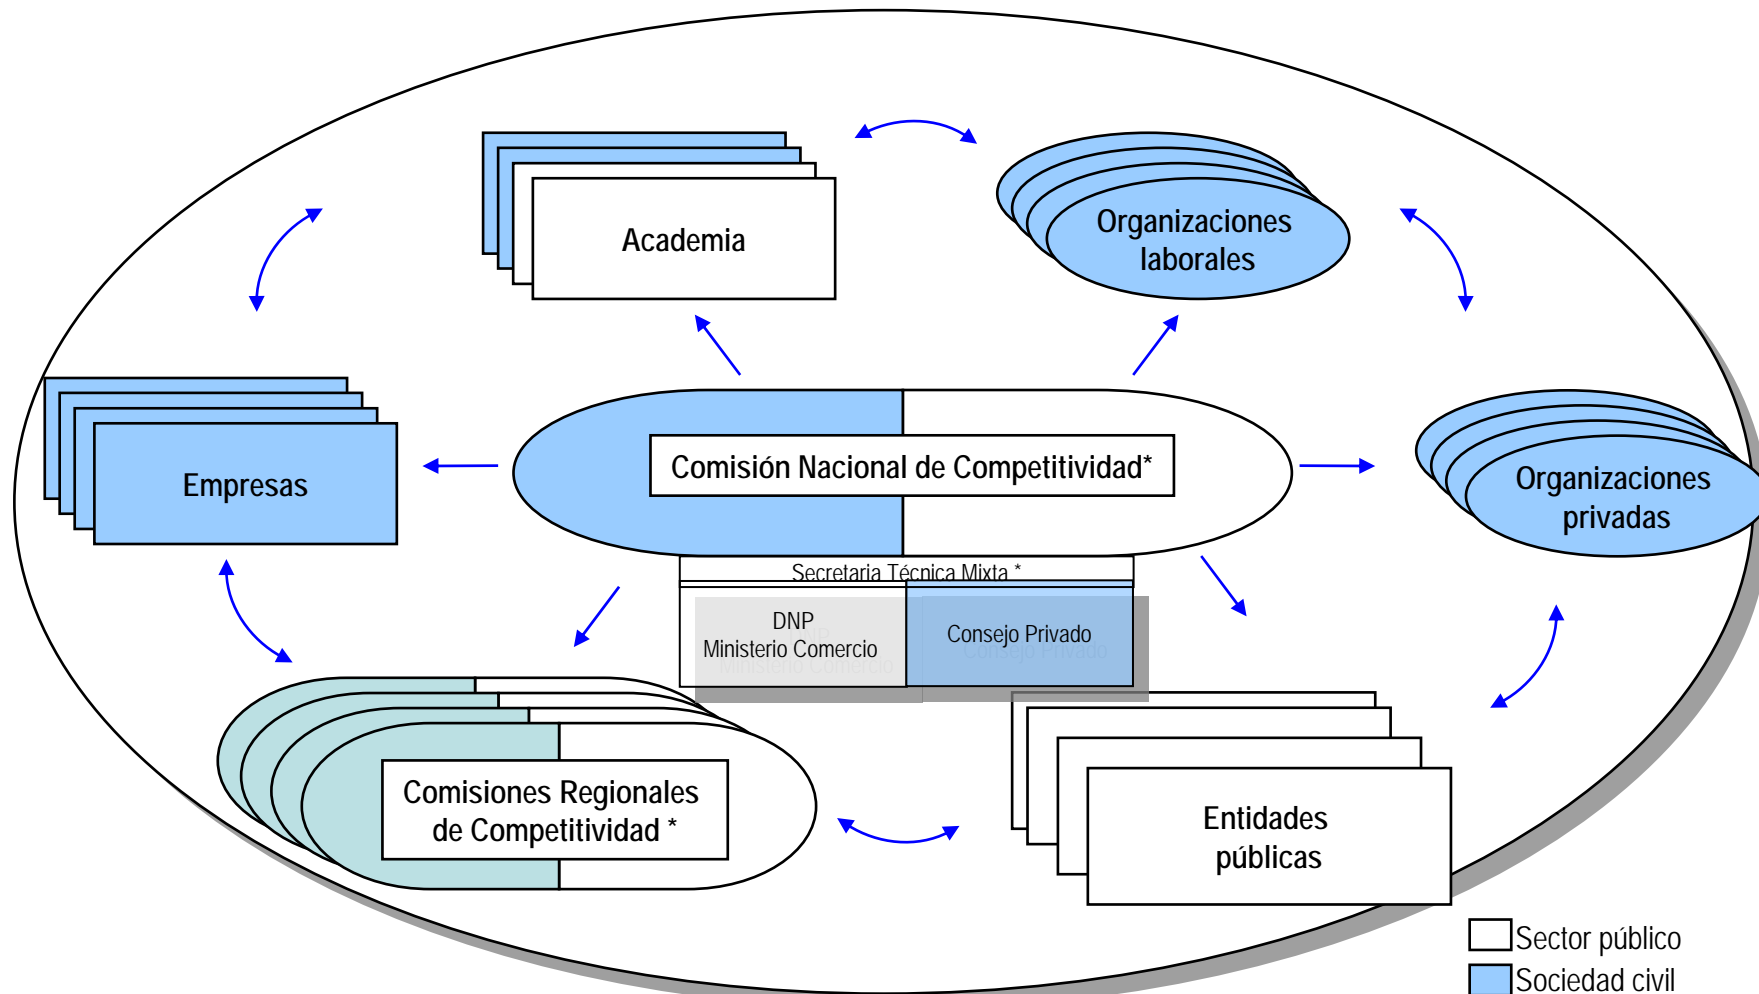 Academia
Organizaciones
laborales
Empresas
Comisión Nacional de Competitividad*
Organizaciones
privadas
Secretaria Técnica Mixta *
DNP
Ministerio Comercio
Consejo Privado
Comisiones Regionales
de Competitividad *
Entidades
públicas
Sector público
Sociedad civil